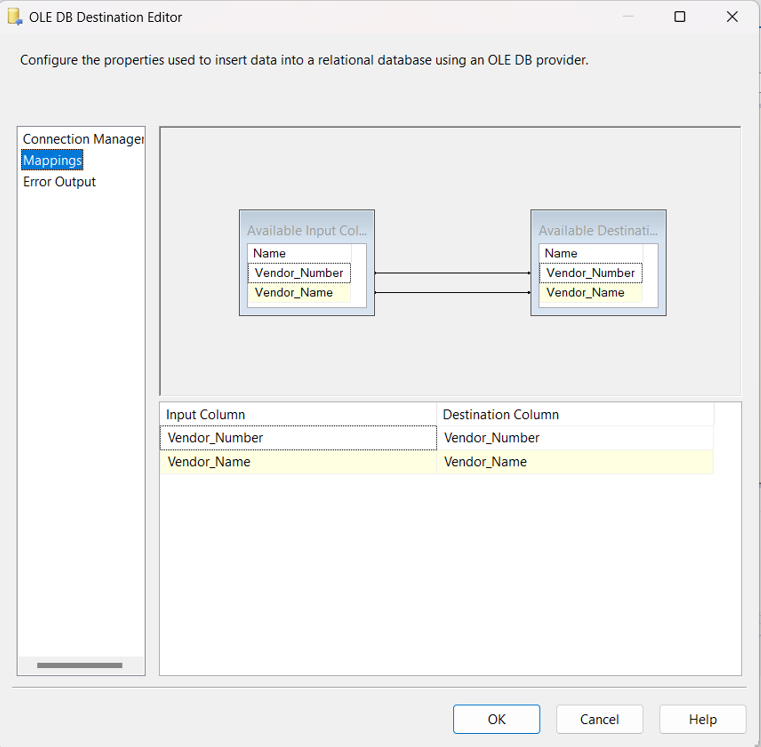 OLE DB Destination Editor
Configure the properties used to insert data into a relational database using an OLE DB provider.
Connection Manager
Mappings
Error Output
Available Input Col...
Name
Vendor_Number
Vendor_Name
Available Destinati...
Name
Vendor_Number
Vendor_Name
Input Column Destination Column
Vendor_Number Vendor_Number
Vendor_Name Vendor_Name
OK Cancel Help